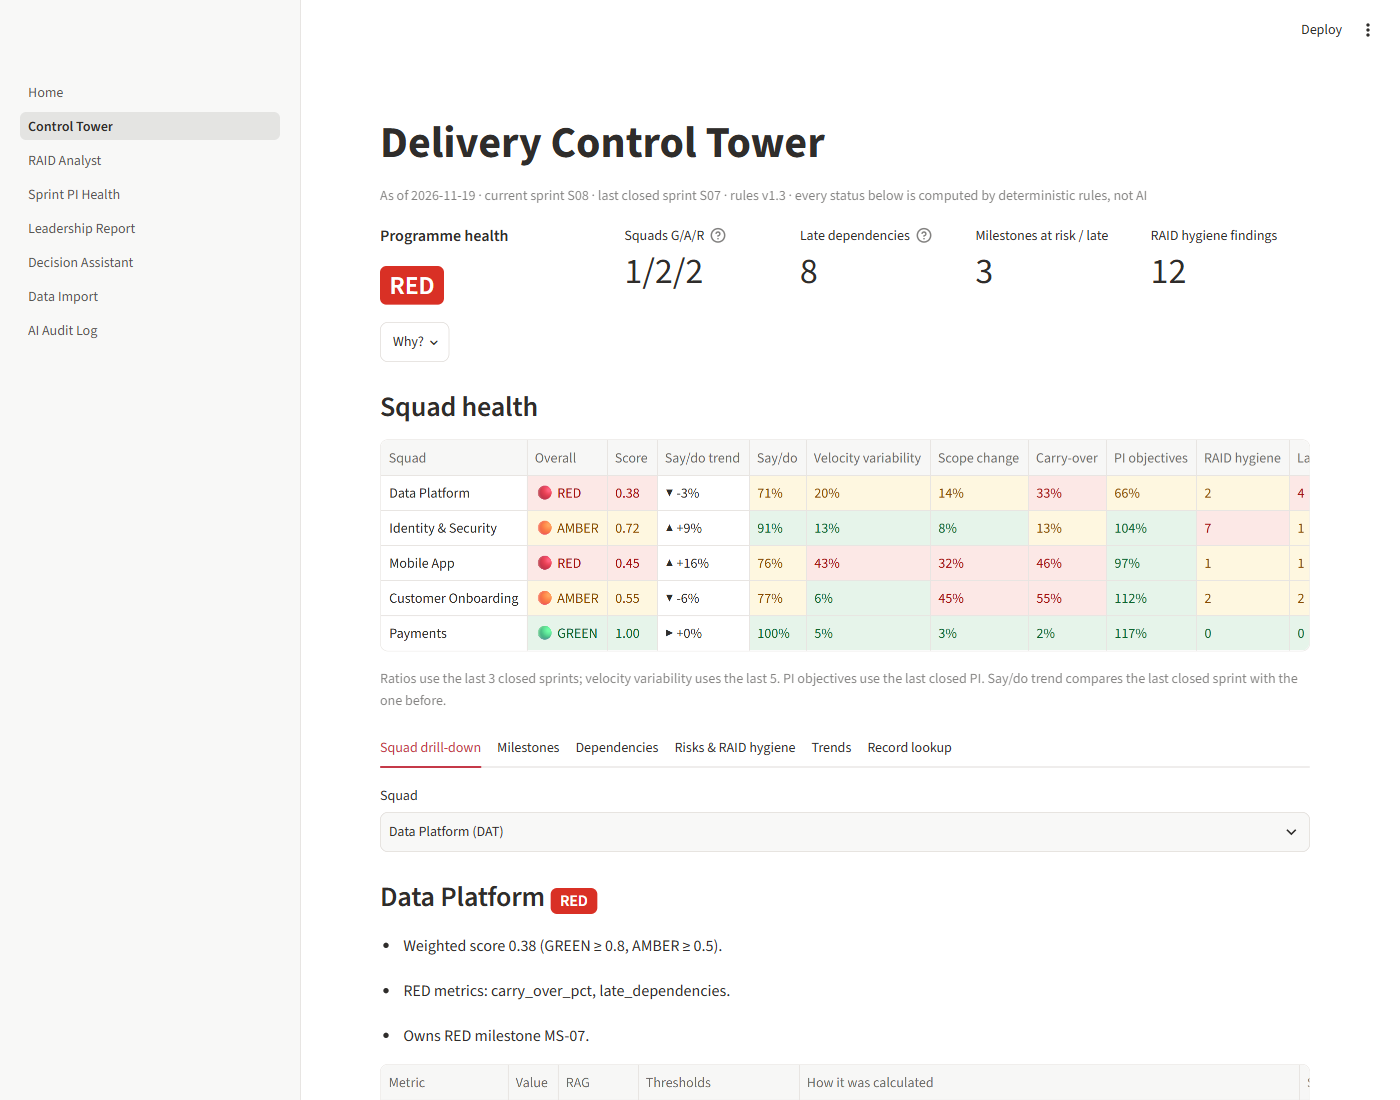 Deploy
Home
Control Tower
RAID Analyst
Sprint PI Health
Leadership Report
Decision Assistant
Data Import
AI Audit Log
Delivery Control Tower
As of 2026-11-19 · current sprint S08 · last closed sprint S07 · rules v1.3 · every status below is computed by deterministic rules, not AI
Programme health
RED
Why?
Squads G/A/R
1/2/2
Late dependencies
8
Milestones at risk / late
3
RAID hygiene findings
12
Squad health
Squad Overall Score Say/do trend Say/do Velocity variability Scope change Carry-over PI objectives RAID hygiene
Data Platform RED 0.38 ▼ -3% 71% 20% 14% 33% 66% 2 4
Identity & Security AMBER 0.72 ▲ +9% 91% 13% 8% 13% 104% 7 1
Mobile App RED 0.45 ▲ +16% 76% 43% 32% 46% 97% 1 1
Customer Onboarding AMBER 0.55 ▼ -6% 77% 6% 45% 55% 112% 2 2
Payments GREEN 1.00 ► +0% 100% 5% 3% 2% 117% 0 0
Ratios use the last 3 closed sprints; velocity variability uses the last 5. PI objectives use the last closed PI. Say/do trend compares the last closed sprint with the
one before.
Squad drill-down Milestones Dependencies Risks & RAID hygiene Trends Record lookup
Squad
Data Platform (DAT)
Data Platform RED
• Weighted score 0.38 (GREEN ≥ 0.8, AMBER ≥ 0.5).
• RED metrics: carry_over_pct, late_dependencies.
• Owns RED milestone MS-07.
Metric Value RAG Thresholds How it was calculated